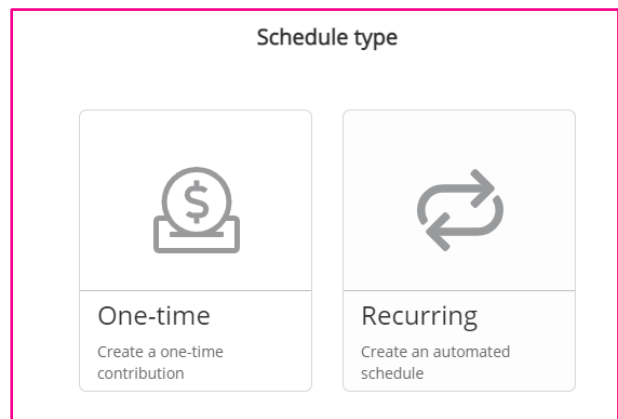 Schedule type
$
One-time
Create a one-time
contribution
Recurring
Create an automated
schedule